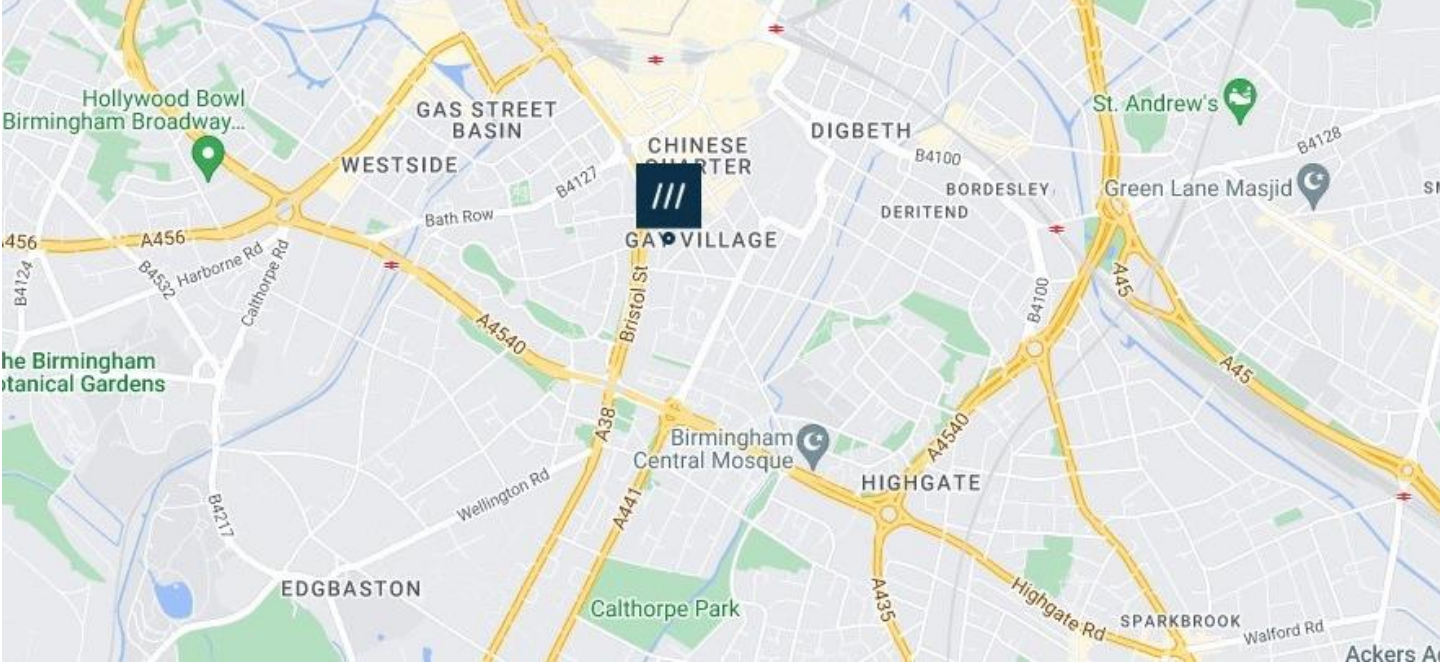 Hollywood Bowl
Birmingham Broadway...
GAS STREET
BASIN
WESTSIDE
CHINESE
QUARTER
DIGBETH
B4100
BORDESLEY
DERITEND
St. Andrew's
B4128
Green Lane Masjid
SM
B4127
Bath Row
GAY VILLAGE
A456
A456
Harborne Rd
B4532
B4124
Calthorpe Rd
Bristol St
A4540
B4100
A45
A45
he Birmingham
otanical Gardens
A38
Birmingham
Central Mosque
A4540
HIGHGATE
Wellington Rd
A441
B4217
EDGBASTON
Calthorpe Park
A435
Highgate Rd
SPARKBROOK
Walford Rd
Ackers A